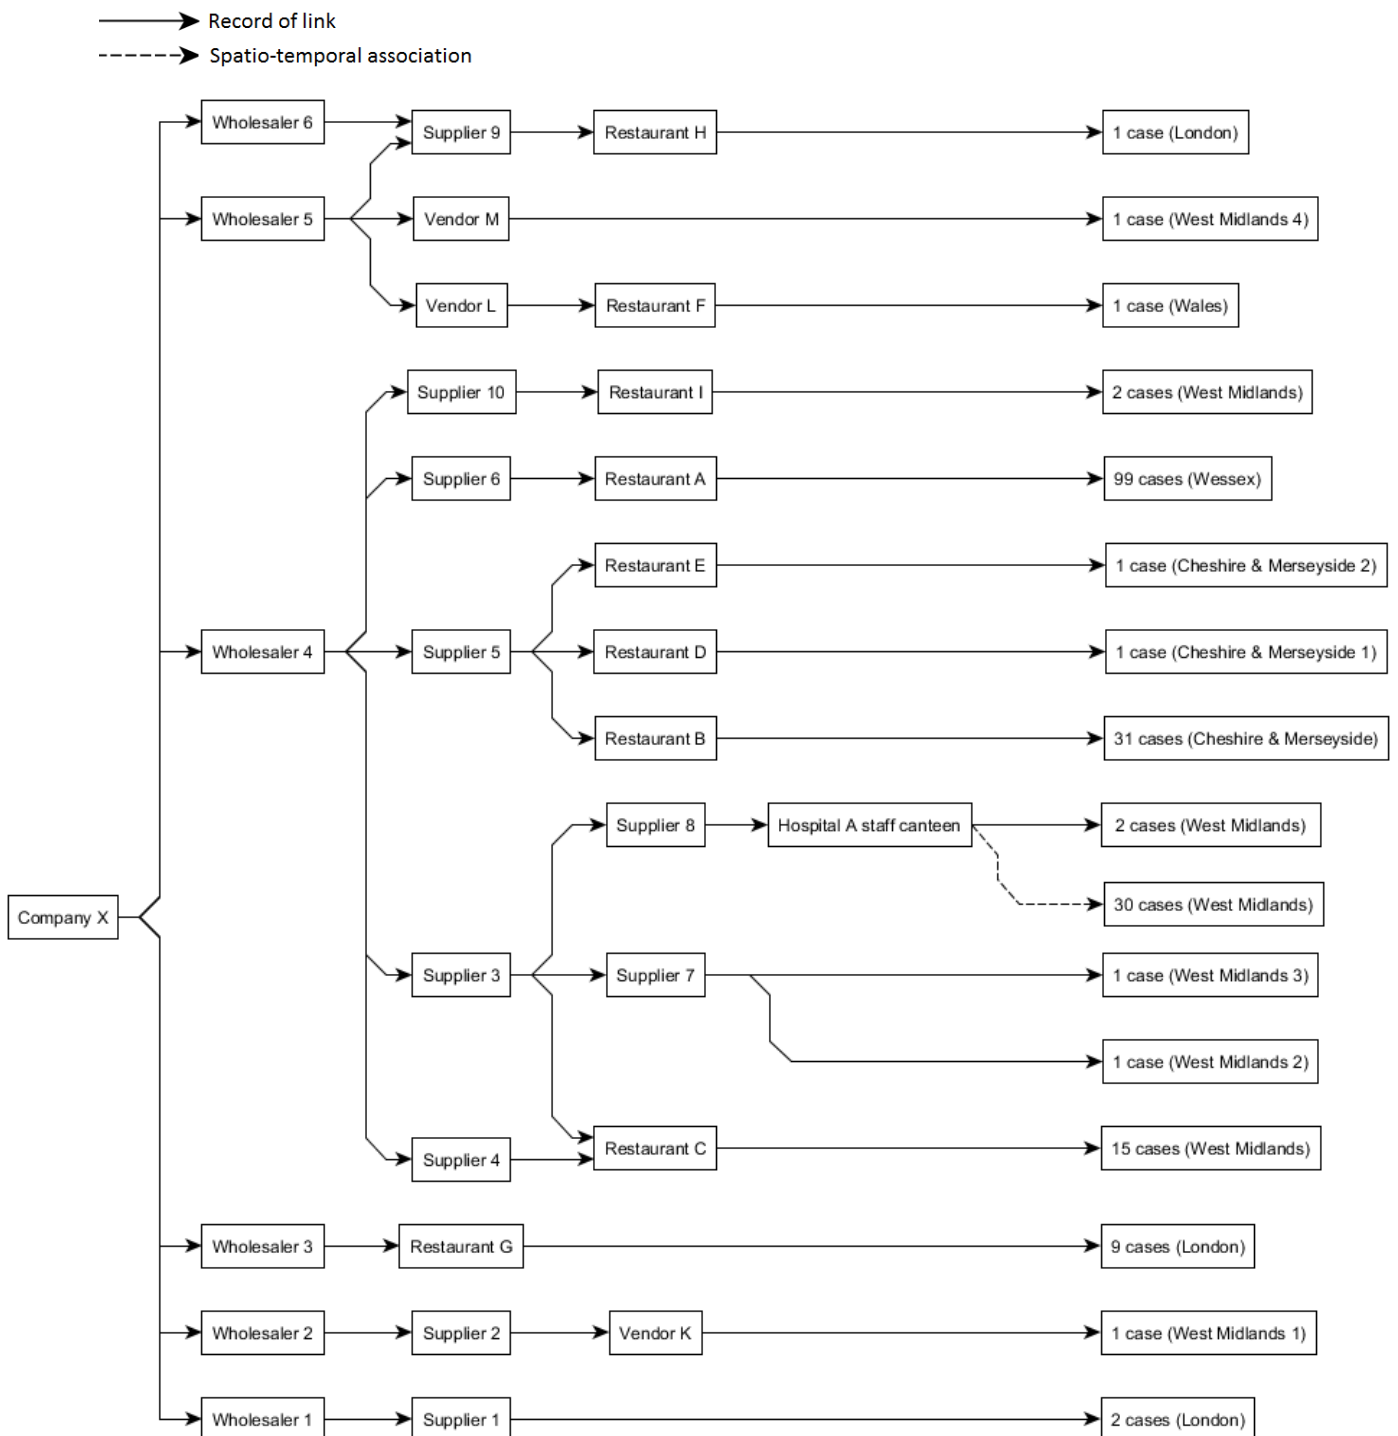 Record of link
Spatio-temporal association
Wholesaler 6
Supplier 9
Restaurant H
1 case (London)
Wholesaler 5
Vendor M
1 case (West Midlands 4)
Vendor L
Restaurant F
1 case (Wales)
Supplier 10
Restaurant I
2 cases (West Midlands)
Supplier 6
Restaurant A
99 cases (Wessex)
Restaurant E
1 case (Cheshire & Merseyside 2)
Wholesaler 4
Supplier 5
Restaurant D
1 case (Cheshire & Merseyside 1)
Restaurant B
31 cases (Cheshire & Merseyside)
Supplier 8
Hospital A staff canteen
2 cases (West Midlands)
30 cases (West Midlands)
Company X
Supplier 3
Supplier 7
1 case (West Midlands 3)
1 case (West Midlands 2)
Supplier 4
Restaurant C
15 cases (West Midlands)
Wholesaler 3
Restaurant G
9 cases (London)
Wholesaler 2
Supplier 2
Vendor K
1 case (West Midlands 1)
Wholesaler 1
Supplier 1
2 cases (London)